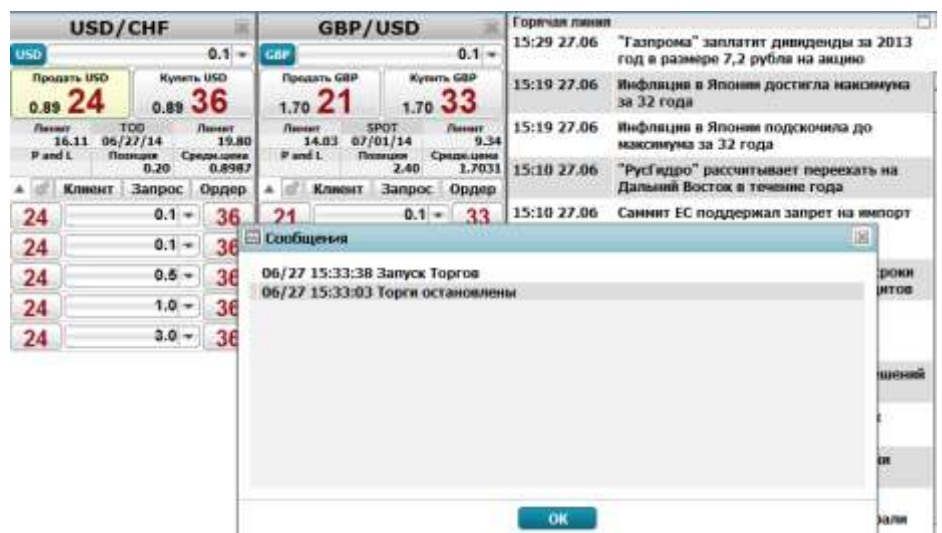 USD/CHF
USD 0.1
Продать USD Купить USD
0.89 24 0.89 36
Лимит TOD Лимит
16.11 06/27/14 19.80
P and L Позиция Средн.цена
0.20 0.8987
Клиент Запрос Ордер
24 0.1 36
24 0.1 36
24 0.5 36
24 1.0 36
24 3.0 36
GBP/USD
GBP 0.1
Продать GBP Купить GBP
1.70 21 1.70 33
Лимит SPOT Лимит
14.03 07/01/14 9.34
P and L Позиция Средн.цена
2.40 1.7031
Клиент Запрос Ордер
21 0.1 33
Горячая линия
15:29 27.06 "Газпрома" заплатит дивиденды за 2013
год в размере 7,2 рубля на акцию
15:19 27.06 Инфляция в Японии достигла максимума
за 32 года
15:19 27.06 Инфляция в Японии подскочила до
максимума за 32 года
15:10 27.06 "РусГидро" рассчитывает переехать на
Дальний Восток в течение года
15:10 27.06 Саммит ЕС поддержал запрет на импорт
Сообщения
06/27 15:33:38 Запуск Торгов
06/27 15:33:03 Торги остановлены
OK